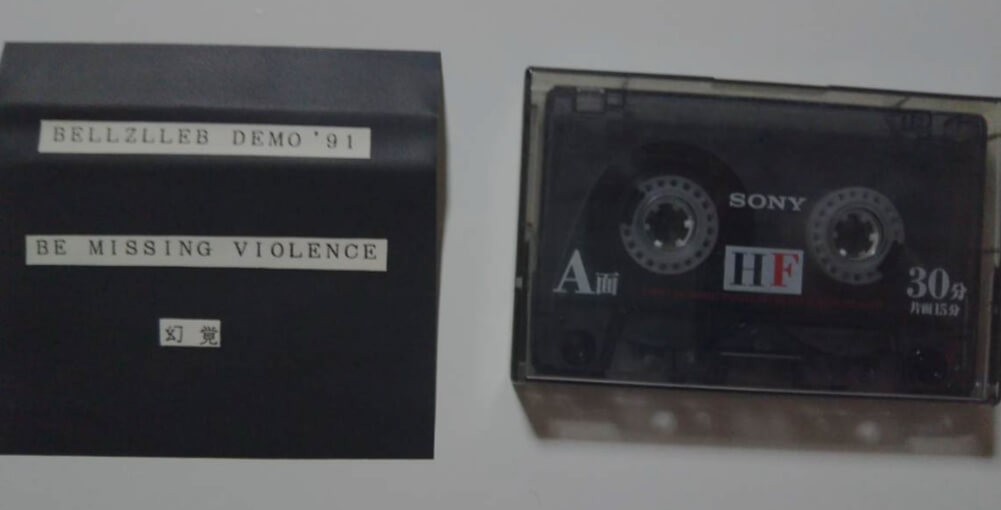 BELLZLLEB DEMO '91
BE MISSING VIOLENCE
幻覚
SONY
HF
A面
30分
片面15分